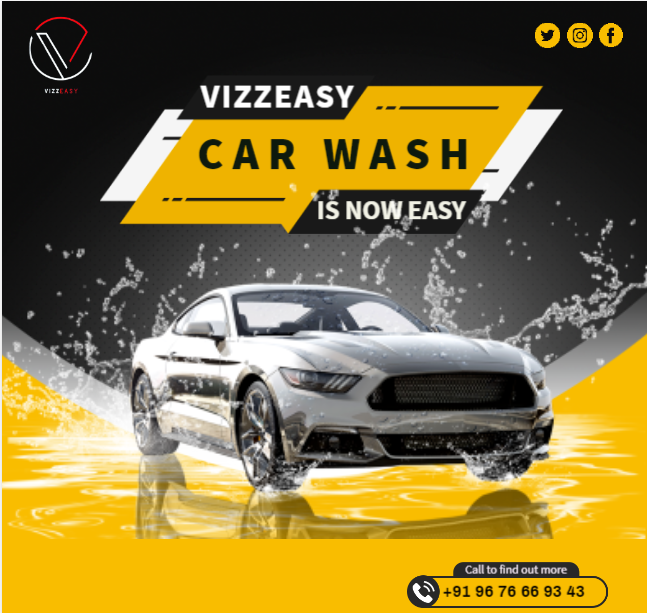 VIZZEASY
VIZZEASY
CAR WASH
IS NOW EASY
Call to find out more
+91 96 76 66 93 43